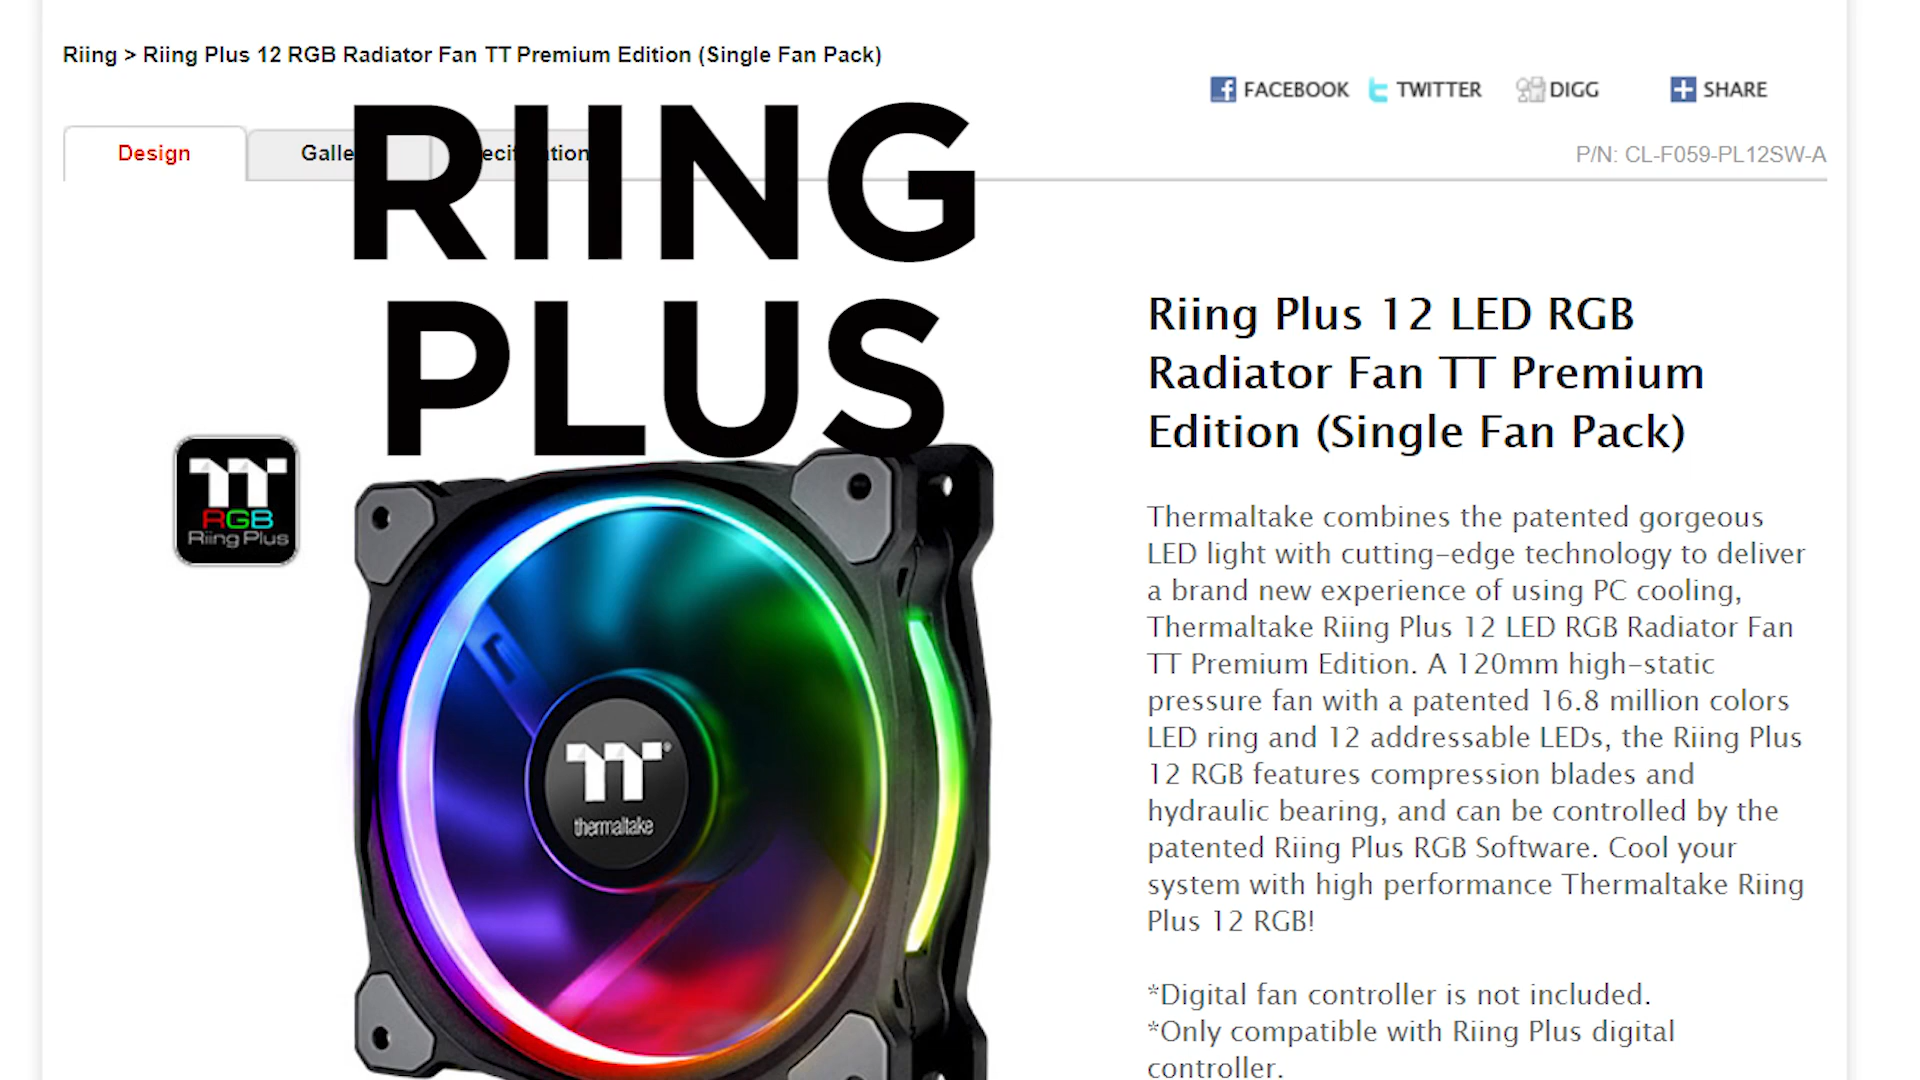 Riing > Riing Plus 12 RGB Radiator Fan TT Premium Edition (Single Fan Pack)
FACEBOOK TWITTER DIGG SHARE
Design
P/N: CL-F059-PL12SW-A
RIING
PLUS
Riing Plus 12 LED RGB
Radiator Fan TT Premium
Edition (Single Fan Pack)
TT
RGB
Riing Plus
TT
thermaltake
Thermaltake combines the patented gorgeous
LED light with cutting-edge technology to deliver
a brand new experience of using PC cooling,
Thermaltake Riing Plus 12 LED RGB Radiator Fan
TT Premium Edition. A 120mm high-static
pressure fan with a patented 16.8 million colors
LED ring and 12 addressable LEDs, the Riing Plus
12 RGB features compression blades and
hydraulic bearing, and can be controlled by the
patented Riing Plus RGB Software. Cool your
system with high performance Thermaltake Riing
Plus 12 RGB!
*Digital fan controller is not included.
*Only compatible with Riing Plus digital
controller.